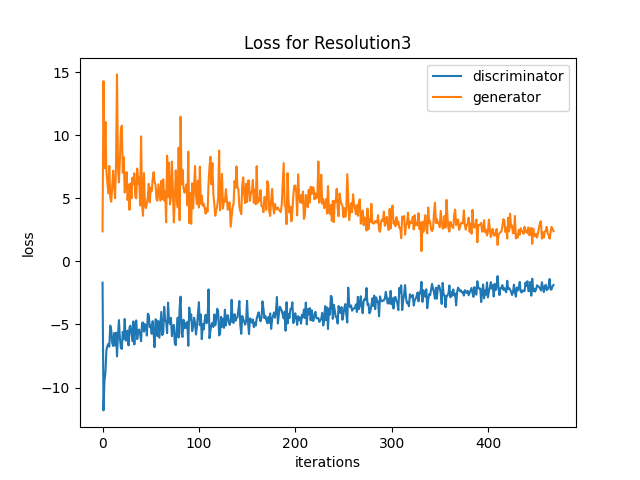 Loss for Resolution3
discriminator
generator
loss
15
10
5
0
−5
−10
0 100 200 300 400
iterations